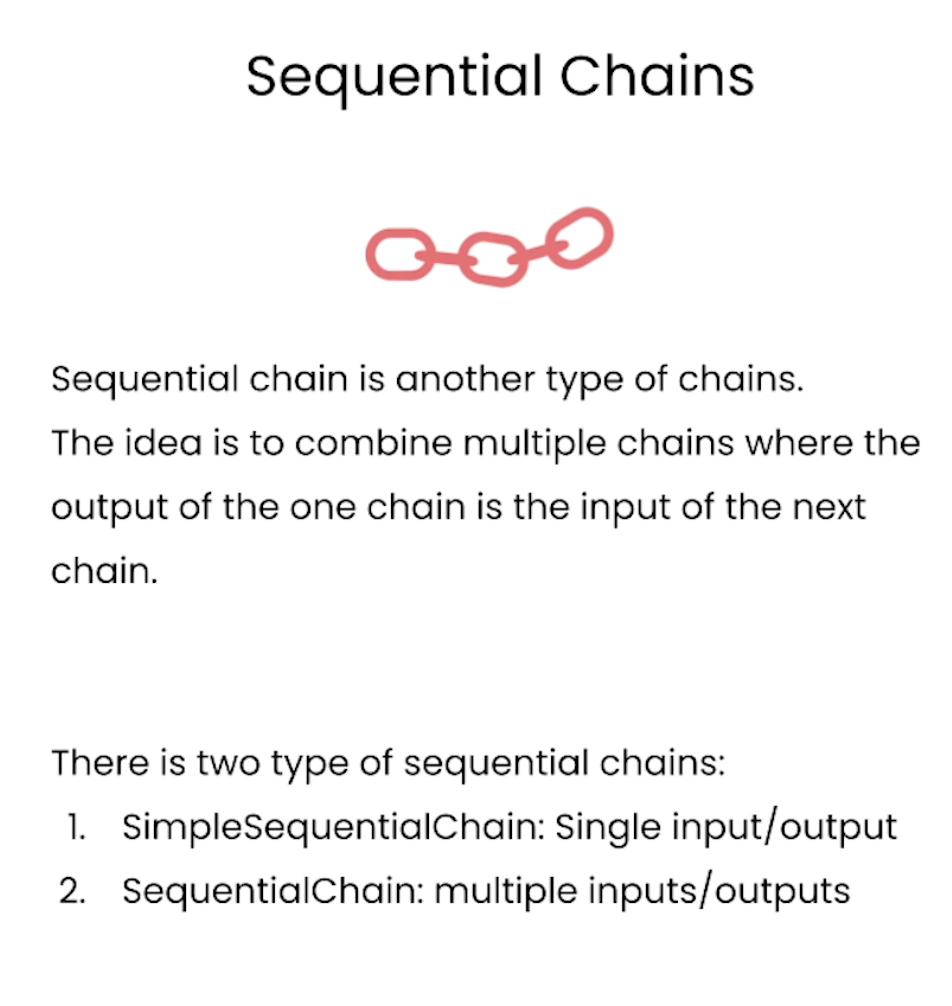 Sequential Chains
Sequential chain is another type of chains.
The idea is to combine multiple chains where the
output of the one chain is the input of the next
chain.
There is two type of sequential chains:
1. SimpleSequentialChain: Single input/output
2. SequentialChain: multiple inputs/outputs